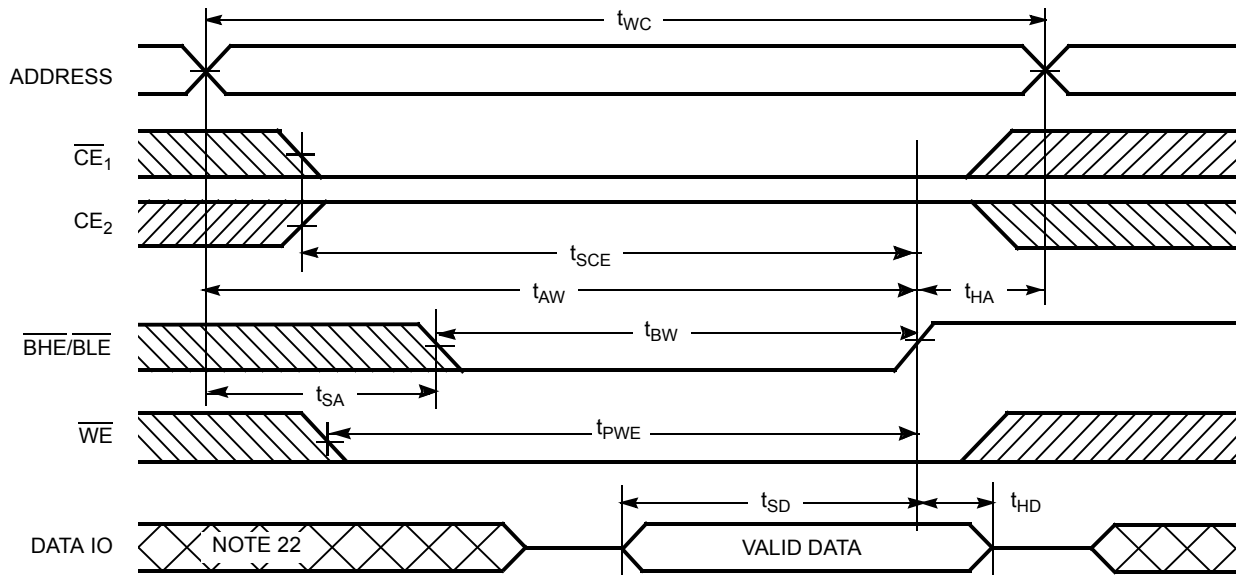 tWC
ADDRESS
CE1
CE2
tSCE
tAW
tHA
BHE/BLE
tBW
tSA
WE
tPWE
tSD
tHD
DATA IO
NOTE 22
VALID DATA